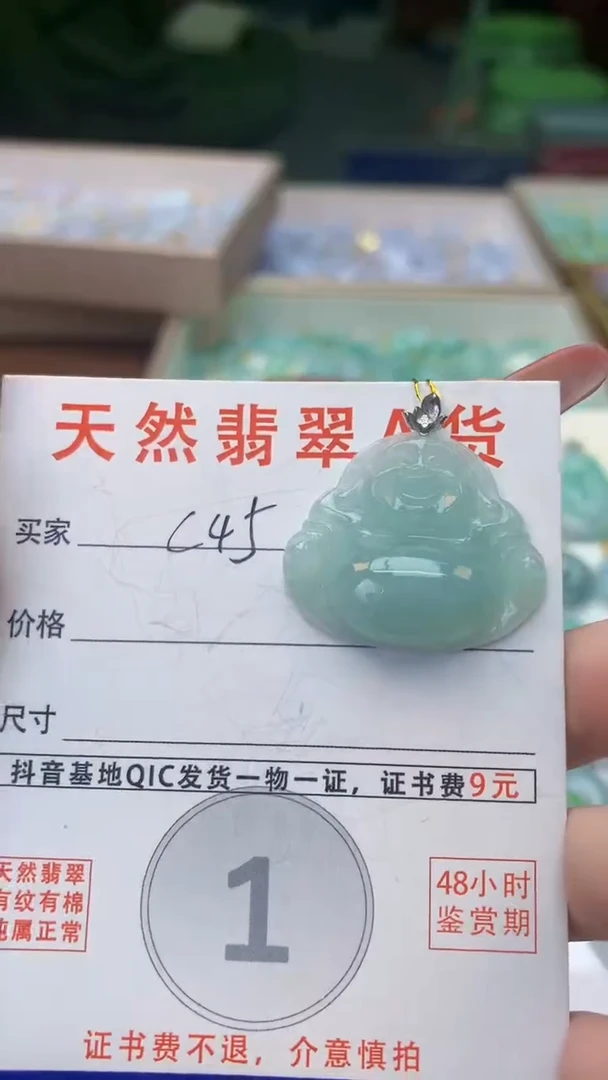 天然翡翠A货
买家 C45
价格
尺寸
抖音基地QIC发货一物一证，证书费9元
天然翡翠
有纹有棉
纯属正常
1
48小时
鉴赏期
证书费不退，介意慎拍